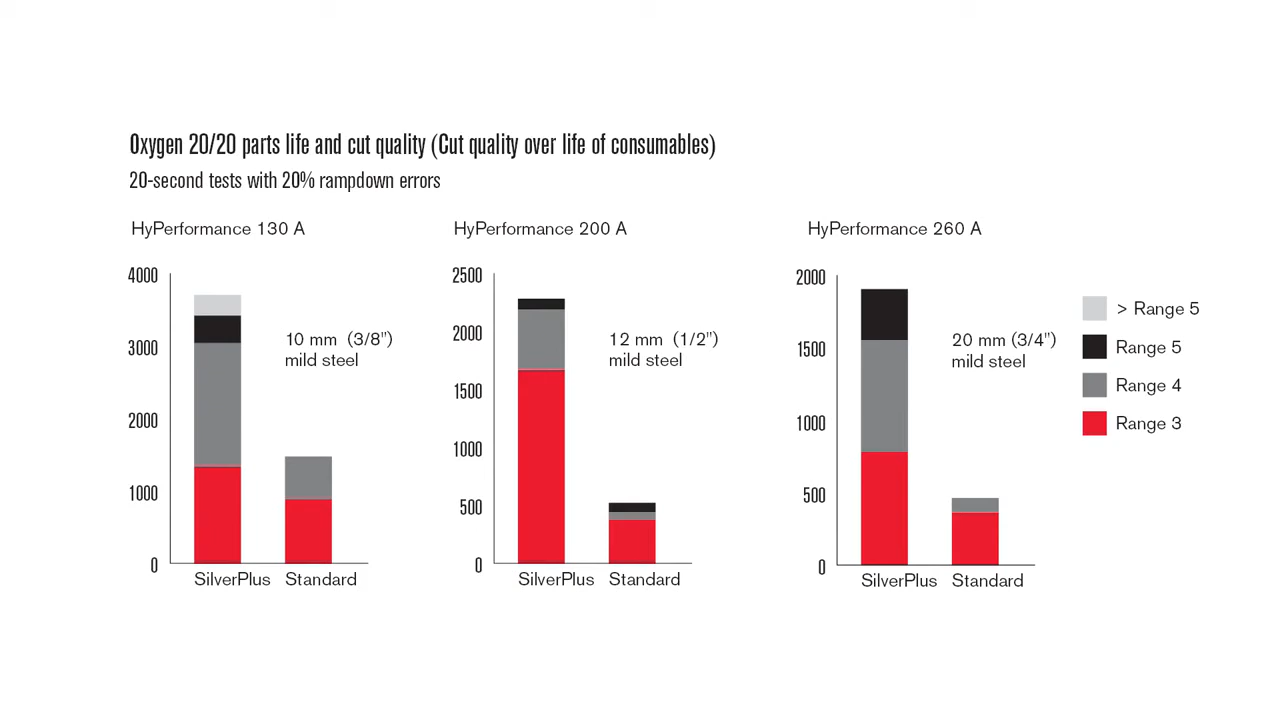 Oxygen 20/20 parts life and cut quality (Cut quality over life of consumables)
20-second tests with 20% rampdown errors
HyPerformance 130 A
4000
3000
2000
1000
0
10 mm (3/8")
mild steel
SilverPlus
Standard
HyPerformance 200 A
2500
2000
1500
1000
500
0
12 mm (1/2")
mild steel
SilverPlus
Standard
HyPerformance 260 A
2000
1500
1000
500
0
20 mm (3/4")
mild steel
SilverPlus
Standard
> Range 5
Range 5
Range 4
Range 3